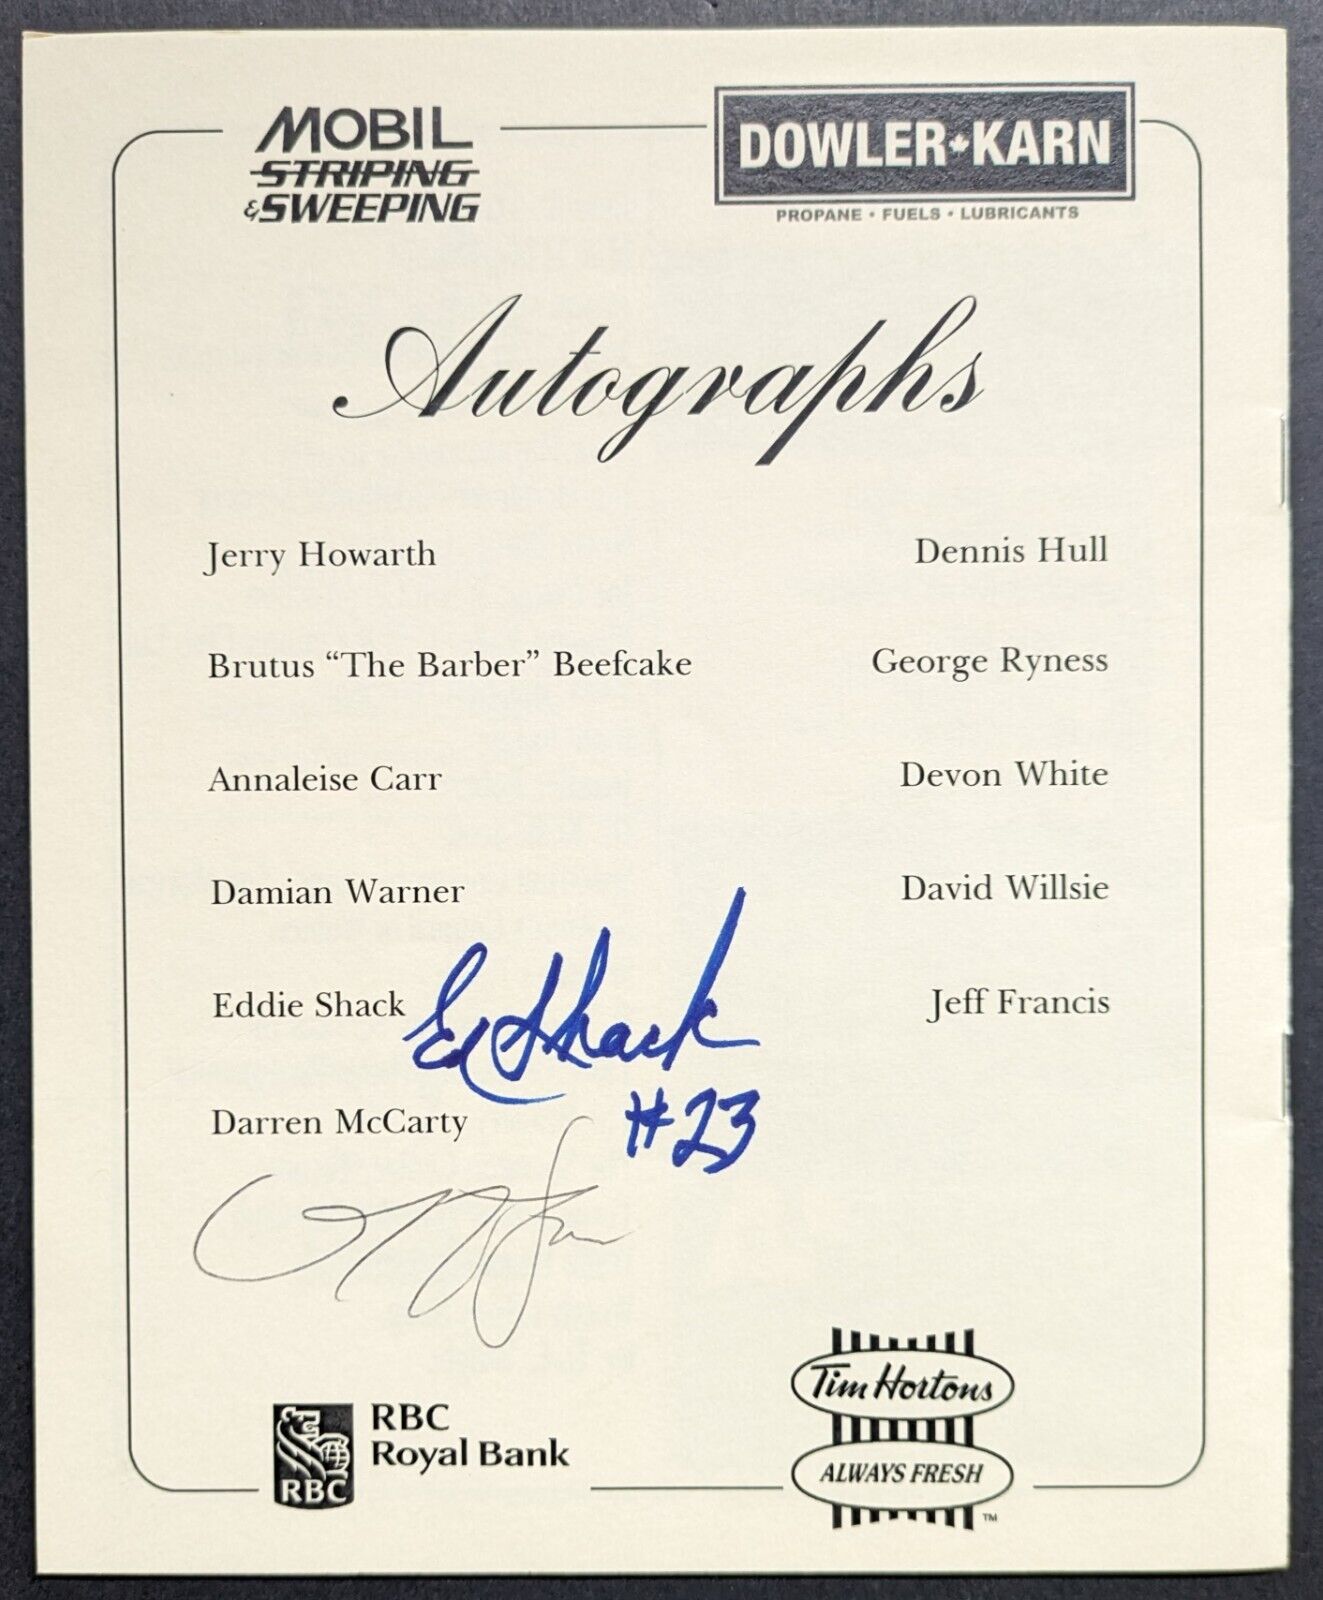 MOBIL
STRIPING
& SWEEPING
DOWLER KARN
PROPANE • FUELS • LUBRICANTS
Autographs
Jerry Howarth
Dennis Hull
Brutus “The Barber” Beefcake
George Ryness
Annaleise Carr
Devon White
Damian Warner
David Willsie
Eddie Shack
Ed Shack
#23
Jeff Francis
Darren McCarty
RBC
RBC
Royal Bank
Tim Hortons
ALWAYS FRESH
TM